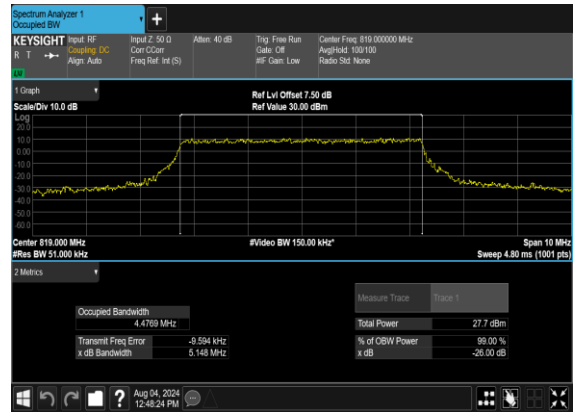 Spectrum Analyzer 1
Occupied BW
KEYSIGHT Input: RF Input Z: 50 Ω Atten: 40 dB Trig: Free Run Center Freq: 819.000000 MHz
R T Coupling: DC Corr CCorr Gate: Off Avg|Hold: 100/100
Align: Auto Freq Ref: Int (S) #IF Gain: Low Radio Std: None
LXI
1 Graph
Ref Lvl Offset 7.50 dB
Scale/Div 10.0 dB Ref Value 30.00 dBm
Log
20.0
10.0
0.00
-10.0
-20.0
-30.0
-40.0
-50.0
-60.0
Center 819.000 MHz #Video BW 150.00 kHz* Span 10 MHz
#Res BW 51.000 kHz Sweep 4.80 ms (1001 pts)
2 Metrics
Measure Trace Trace 1
Occupied Bandwidth
4.4769 MHz Total Power 27.7 dBm
Transmit Freq Error -9.594 kHz % of OBW Power 99.00 %
x dB Bandwidth 5.148 MHz x dB -26.00 dB
? Aug 04, 2024
12:48:24 PM